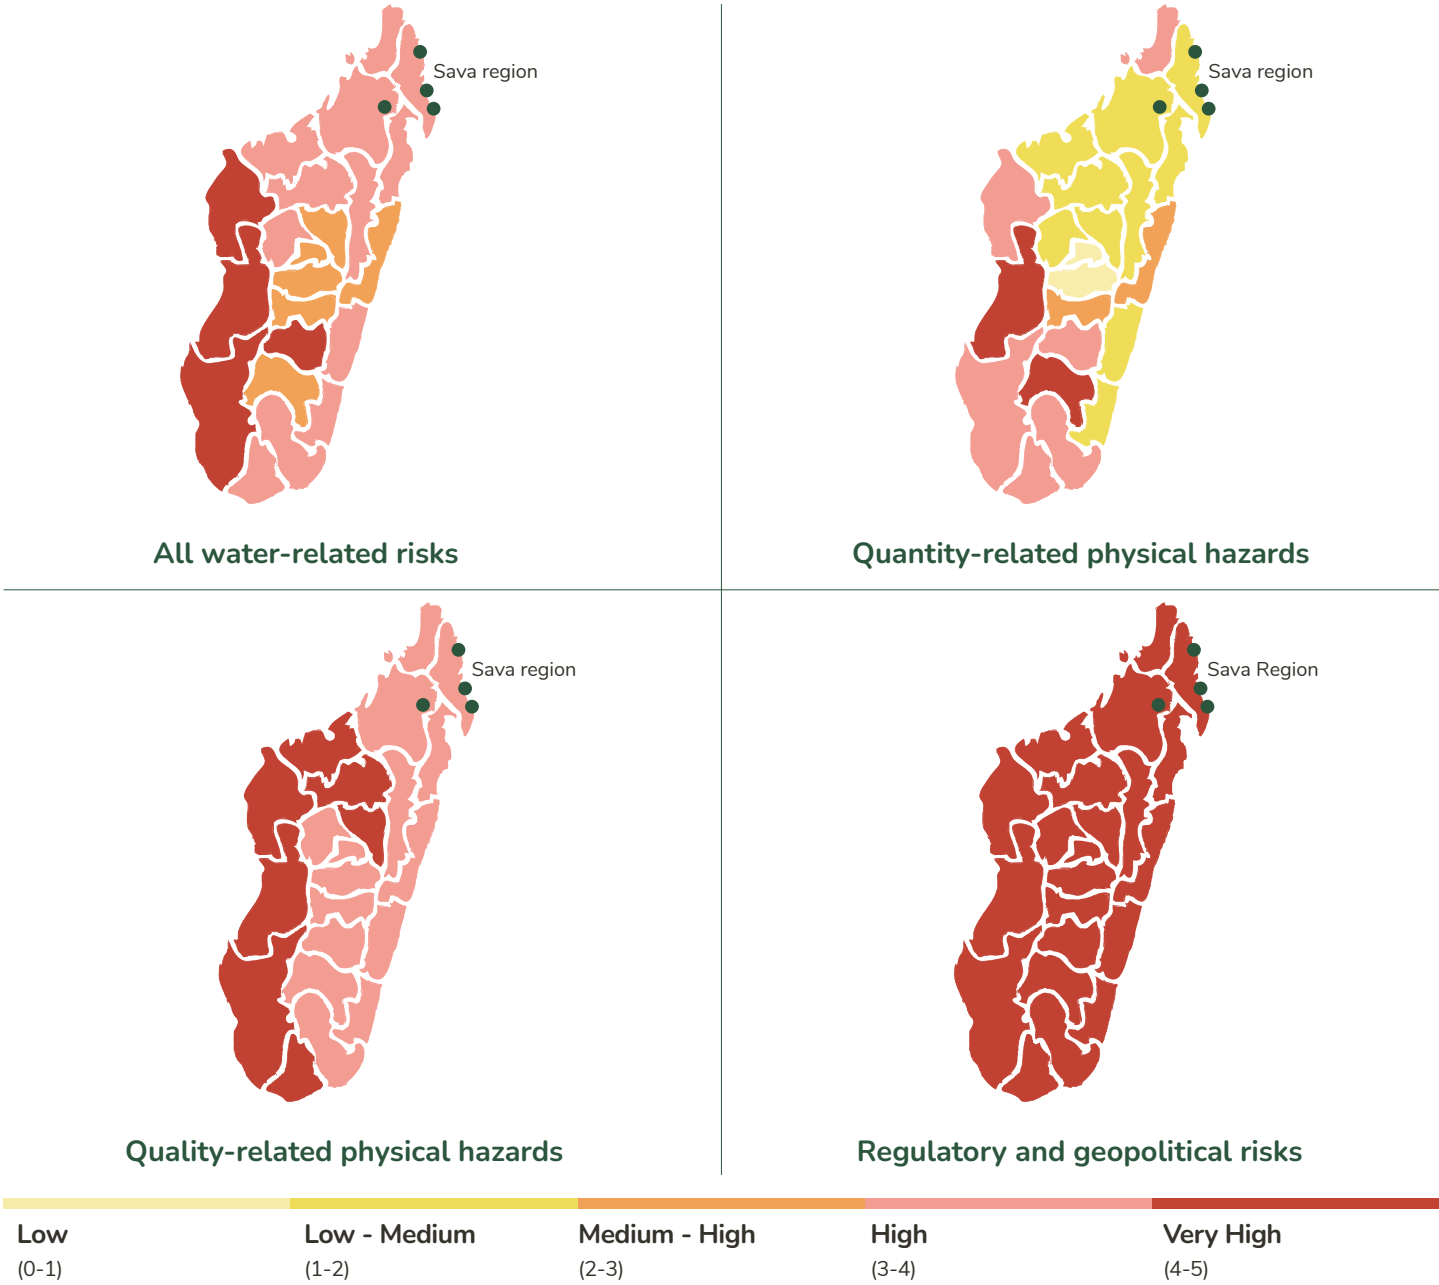 Sava region
Sava region
All water-related risks
Quantity-related physical hazards
Sava region
Sava Region
Quality-related physical hazards
Regulatory and geopolitical risks
Low
Low - Medium
Medium - High
High
Very High
(0-1)
(1-2)
(2-3)
(3-4)
(4-5)